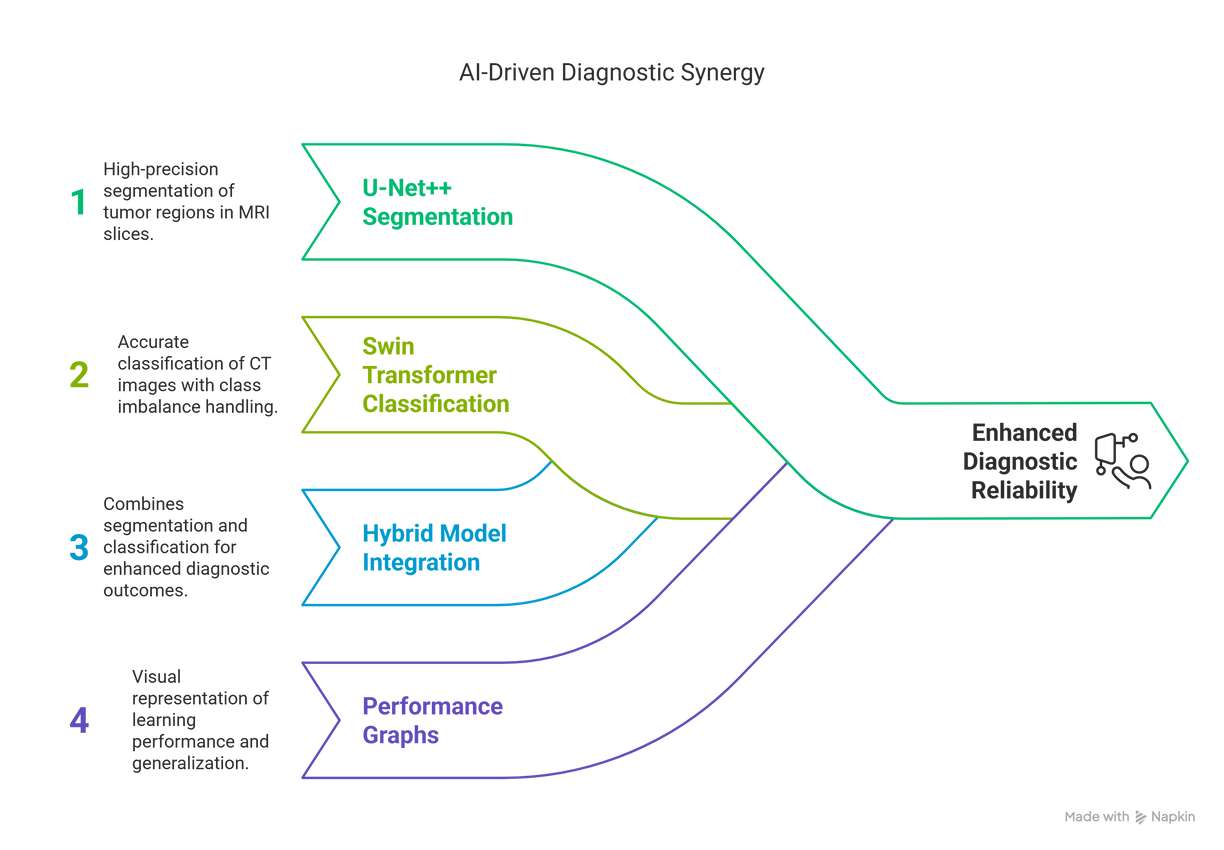 AI-Driven Diagnostic Synergy
1
High-precision
segmentation of
tumor regions in MRI
slices.
U-Net++
Segmentation
2
Accurate
classification of CT
images with class
imbalance handling.
Swin
Transformer
Classification
Enhanced
Diagnostic
Reliability
3
Combines
segmentation and
classification for
enhanced diagnostic
outcomes.
Hybrid Model
Integration
4
Visual
representation of
learning
performance and
generalization.
Performance
Graphs
Made with Napkin